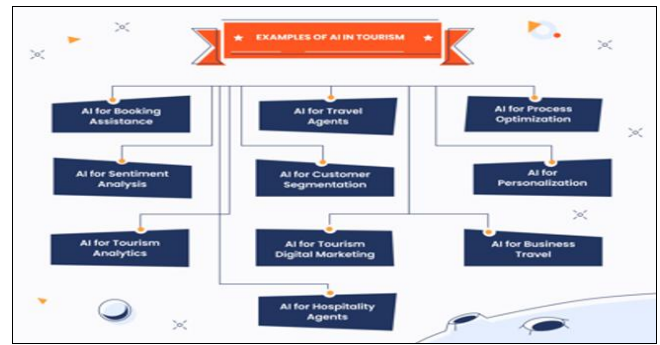 EXAMPLES OF AI IN TOURISM
AI for Booking
Assistance
AI for Travel
Agents
AI for Process
Optimization
AI for Sentiment
Analysis
AI for Customer
Segmentation
AI for
Personalization
AI for Tourism
Analytics
AI for Tourism
Digital Marketing
AI for Business
Travel
AI for Hospitality
Agents